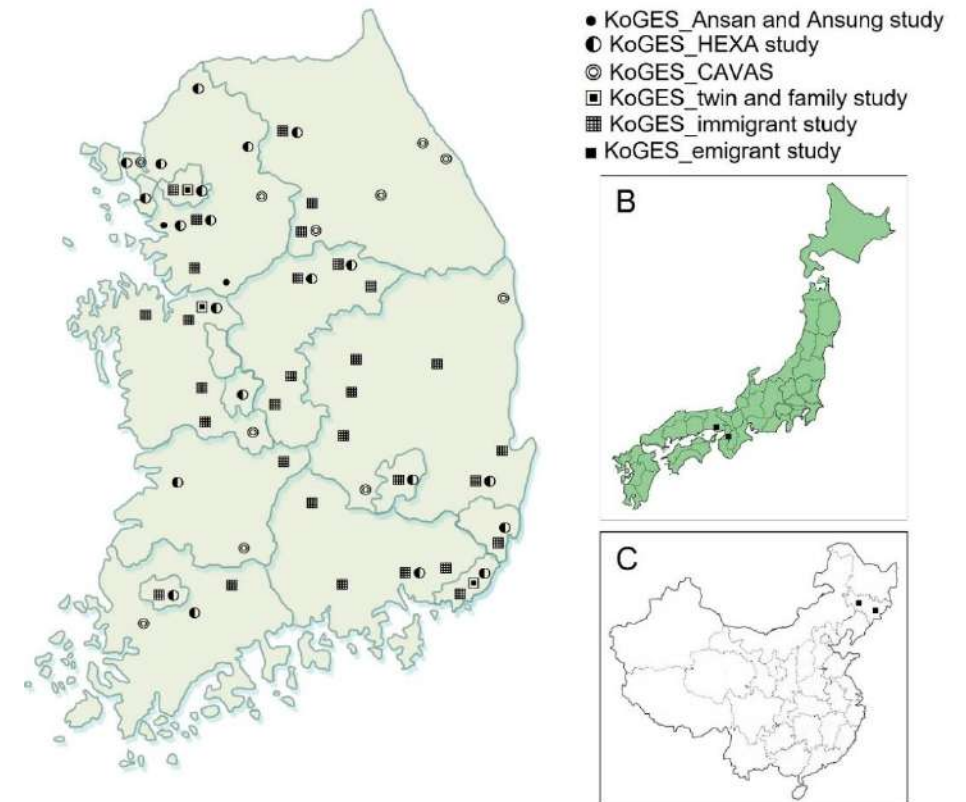 KoGES_Ansan and Ansung study
KoGES_HEXA study
KoGES_CAVAS
KoGES_twin and family study
KoGES_immigrant study
KoGES_emigrant study
B
C